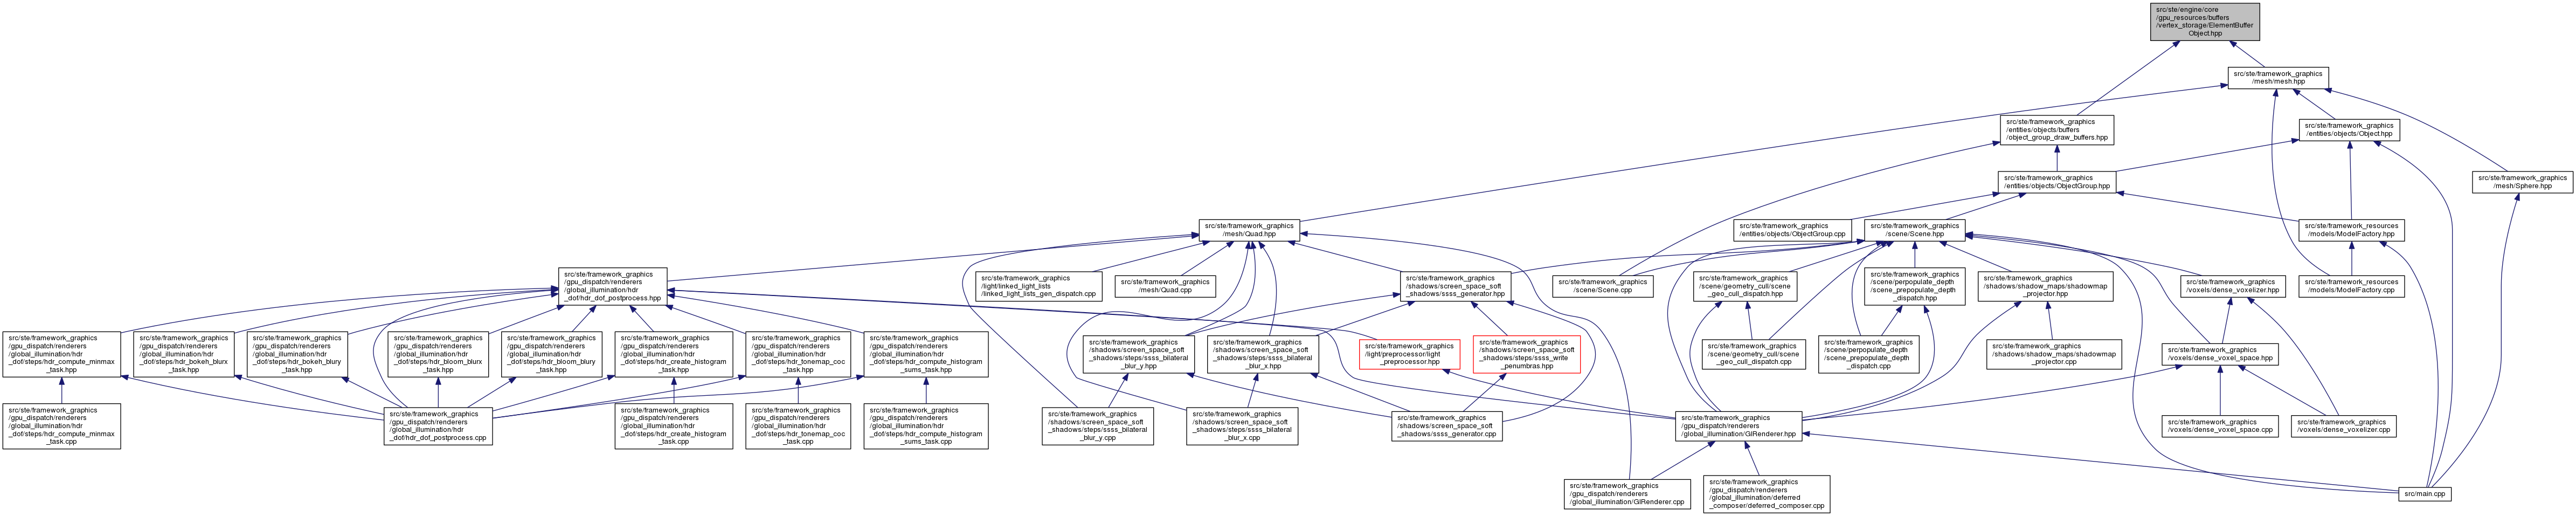 src/ste/engine/core
/gpu_resources/buffers
/vertex_storage/ElementBuffer
Object.hpp
src/ste/framework_graphics
/mesh/mesh.hpp
src/ste/framework_graphics
/entities/objects/buffers
/object_group_draw_buffers.hpp
src/ste/framework_graphics
/entities/objects/Object.hpp
src/ste/framework_graphics
/entities/objects/ObjectGroup.hpp
src/ste/framework_graphics
/mesh/Sphere.hpp
src/ste/framework_graphics
/mesh/Quad.hpp
src/ste/framework_graphics
/entities/objects/ObjectGroup.cpp
src/ste/framework_graphics
/scene/Scene.hpp
src/ste/framework_resources
/models/ModelFactory.hpp
src/ste/framework_graphics
/gpu_dispatch/renderers
/global_illumination/hdr
_dof/hdr_dof_postprocess.hpp
src/ste/framework_graphics
/light/linked_light_lists
/linked_light_lists_gen_dispatch.cpp
src/ste/framework_graphics
/mesh/Quad.cpp
src/ste/framework_graphics
/shadows/screen_space_soft
_shadows/ssss_generator.hpp
src/ste/framework_graphics
/scene/Scene.cpp
src/ste/framework_graphics
/scene/geometry_cull/scene
_geo_cull_dispatch.hpp
src/ste/framework_graphics
/scene/perpopulate_depth
/scene_prepopulate_depth
_dispatch.hpp
src/ste/framework_graphics
/shadows/shadow_maps/shadowmap
_projector.hpp
src/ste/framework_graphics
/voxels/dense_voxelizer.hpp
src/ste/framework_resources
/models/ModelFactory.cpp
src/ste/framework_graphics
/gpu_dispatch/renderers
/global_illumination/hdr
_dof/steps/hdr_compute_minmax
_task.hpp
src/ste/framework_graphics
/gpu_dispatch/renderers
/global_illumination/hdr
_dof/steps/hdr_bokeh_blurx
_task.hpp
src/ste/framework_graphics
/gpu_dispatch/renderers
/global_illumination/hdr
_dof/steps/hdr_bokeh_blury
_task.hpp
src/ste/framework_graphics
/gpu_dispatch/renderers
/global_illumination/hdr
_dof/steps/hdr_bloom_blurx
_task.hpp
src/ste/framework_graphics
/gpu_dispatch/renderers
/global_illumination/hdr
_dof/steps/hdr_bloom_blury
_task.hpp
src/ste/framework_graphics
/gpu_dispatch/renderers
/global_illumination/hdr
_dof/steps/hdr_create_histogram
_task.hpp
src/ste/framework_graphics
/gpu_dispatch/renderers
/global_illumination/hdr
_dof/steps/hdr_tonemap_coc
_task.hpp
src/ste/framework_graphics
/gpu_dispatch/renderers
/global_illumination/hdr
_dof/steps/hdr_compute_histogram
_sums_task.hpp
src/ste/framework_graphics
/shadows/screen_space_soft
_shadows/steps/ssss_bilateral
_blur_y.hpp
src/ste/framework_graphics
/shadows/screen_space_soft
_shadows/steps/ssss_bilateral
_blur_x.hpp
src/ste/framework_graphics
/light/preprocessor/light
_preprocessor.hpp
src/ste/framework_graphics
/shadows/screen_space_soft
_shadows/steps/ssss_write
_penumbras.hpp
src/ste/framework_graphics
/scene/geometry_cull/scene
_geo_cull_dispatch.cpp
src/ste/framework_graphics
/scene/perpopulate_depth
/scene_prepopulate_depth
_dispatch.cpp
src/ste/framework_graphics
/shadows/shadow_maps/shadowmap
_projector.cpp
src/ste/framework_graphics
/voxels/dense_voxel_space.hpp
src/ste/framework_graphics
/gpu_dispatch/renderers
/global_illumination/hdr
_dof/steps/hdr_compute_minmax
_task.cpp
src/ste/framework_graphics
/gpu_dispatch/renderers
/global_illumination/hdr
_dof/hdr_dof_postprocess.cpp
src/ste/framework_graphics
/gpu_dispatch/renderers
/global_illumination/hdr
_dof/steps/hdr_create_histogram
_task.cpp
src/ste/framework_graphics
/gpu_dispatch/renderers
/global_illumination/hdr
_dof/steps/hdr_tonemap_coc
_task.cpp
src/ste/framework_graphics
/gpu_dispatch/renderers
/global_illumination/hdr
_dof/steps/hdr_compute_histogram
_sums_task.cpp
src/ste/framework_graphics
/shadows/screen_space_soft
_shadows/steps/ssss_bilateral
_blur_y.cpp
src/ste/framework_graphics
/shadows/screen_space_soft
_shadows/steps/ssss_bilateral
_blur_x.cpp
src/ste/framework_graphics
/shadows/screen_space_soft
_shadows/ssss_generator.cpp
src/ste/framework_graphics
/gpu_dispatch/renderers
/global_illumination/GIRenderer.hpp
src/ste/framework_graphics
/voxels/dense_voxel_space.cpp
src/ste/framework_graphics
/voxels/dense_voxelizer.cpp
src/ste/framework_graphics
/gpu_dispatch/renderers
/global_illumination/GIRenderer.cpp
src/ste/framework_graphics
/gpu_dispatch/renderers
/global_illumination/deferred
_composer/deferred_composer.cpp
src/main.cpp